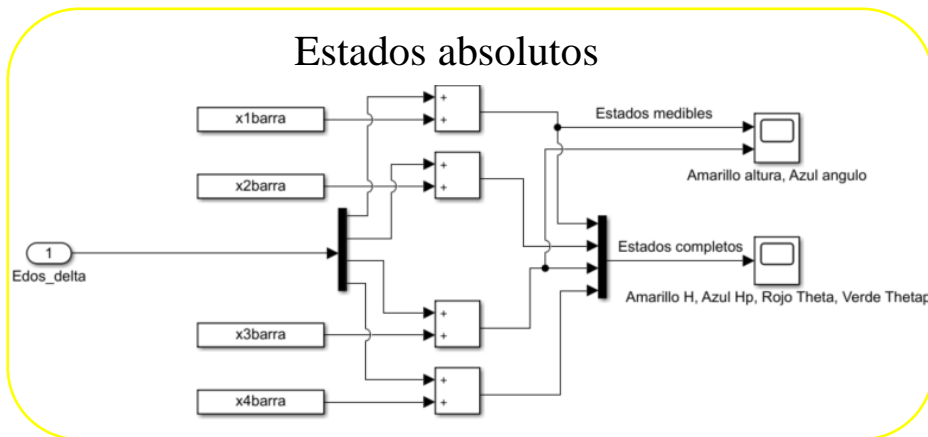 Estados absolutos
x1barra
+
+
Estados medibles
Amarillo altura, Azul angulo
x2barra
+
+
1
Edos_delta
Estados completos
Amarillo H, Azul Hp, Rojo Theta, Verde Thetap
x3barra
+
+
x4barra
+
+